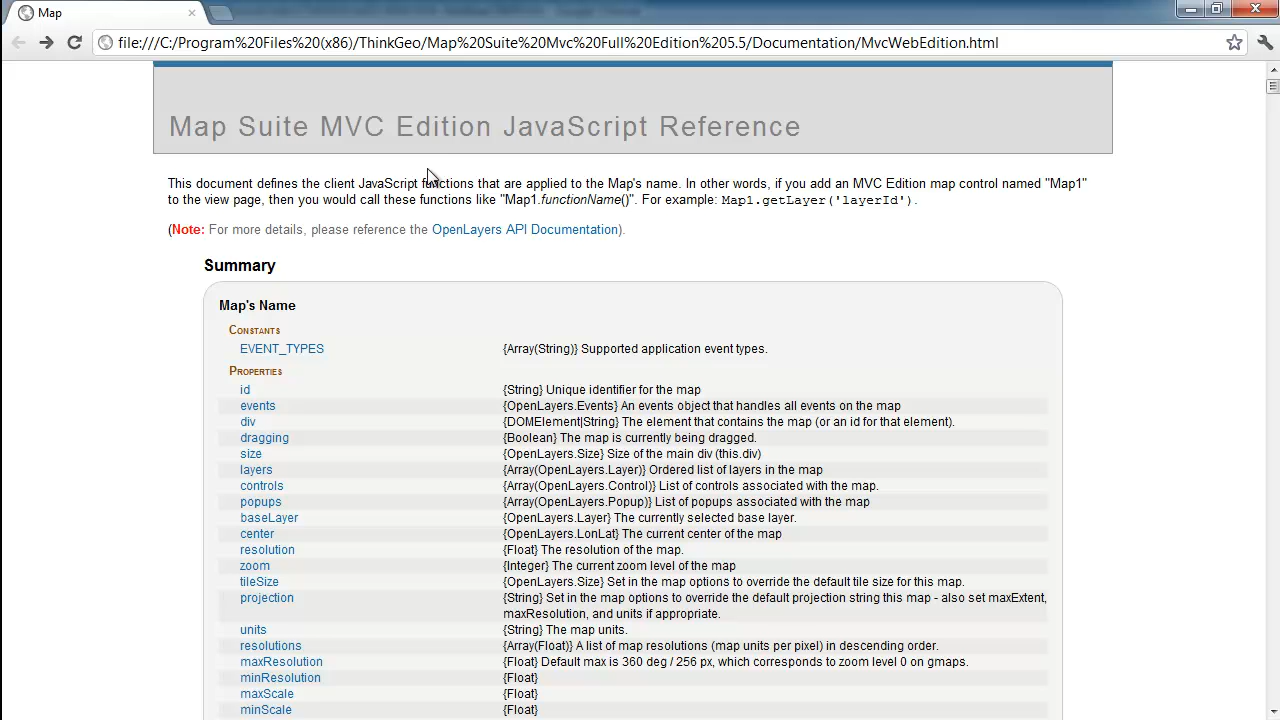 Map
file:///C:/Program%20Files%20(x86)/ThinkGeo/Map%20Suite%20Mvc%20Full%20Edition%205.5/Documentation/MvcWebEdition.html
Map Suite MVC Edition JavaScript Reference
This document defines the client JavaScript functions that are applied to the Map's name. In other words, if you add an MVC Edition map control named "Map1"
to the view page, then you would call these functions like "Map1.functionName()". For example: Map1.getLayer('layerId').
(Note: For more details, please reference the OpenLayers API Documentation).
Summary
Map's Name
Constants
EVENT_TYPES {Array(String)} Supported application event types.
Properties
id {String} Unique identifier for the map
events {OpenLayers.Events} An events object that handles all events on the map
div {DOMElement|String} The element that contains the map (or an id for that element).
dragging {Boolean} The map is currently being dragged.
size {OpenLayers.Size} Size of the main div (this.div)
layers {Array(OpenLayers.Layer)} Ordered list of layers in the map
controls {Array(OpenLayers.Control)} List of controls associated with the map.
popups {Array(OpenLayers.Popup)} List of popups associated with the map
baseLayer {OpenLayers.Layer} The currently selected base layer.
center {OpenLayers.LonLat} The current center of the map
resolution {Float} The resolution of the map.
zoom {Integer} The current zoom level of the map
tileSize {OpenLayers.Size} Set in the map options to override the default tile size for this map.
projection {String} Set in the map options to override the default projection string this map - also set maxExtent,
maxResolution, and units if appropriate.
units {String} The map units.
resolutions {Array(Float)} A list of map resolutions (map units per pixel) in descending order.
maxResolution {Float} Default max is 360 deg / 256 px, which corresponds to zoom level 0 on gmaps.
minResolution {Float}
maxScale {Float}
minScale {Float}